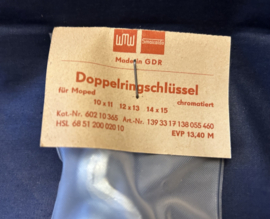 WMW
Made in GDR
Doppelringschlüssel
für Moped chromatiert
10 x 11 12 x 13 14 x 15
Kat.-Nr. 602 10 365 Art.-Nr. 139 33 17 138 055 460
HSL 68 51 200 020 10 EVP 13,40 M